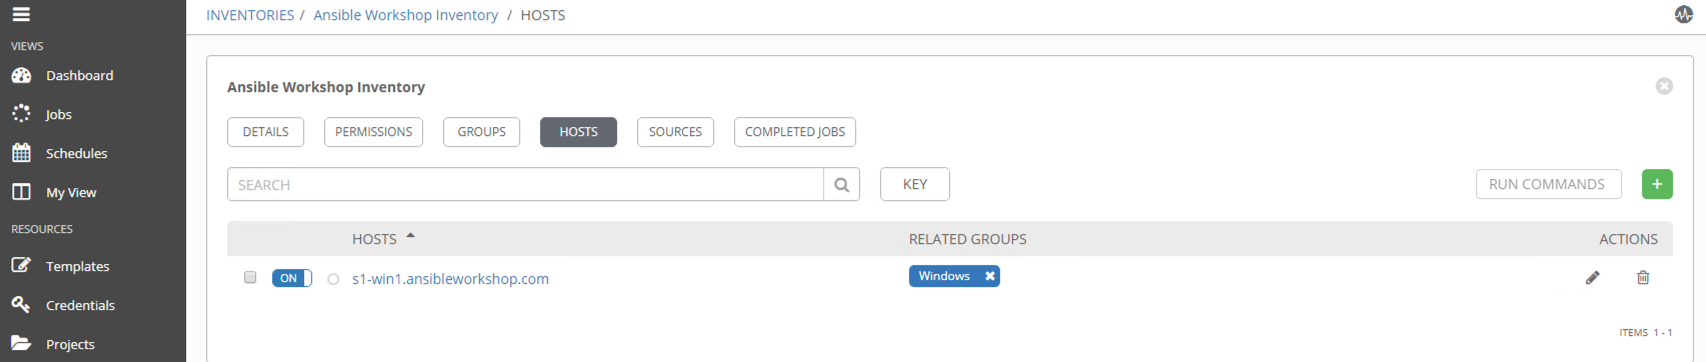 INVENTORIES / Ansible Workshop Inventory / HOSTS
VIEWS
Dashboard
Jobs
Schedules
My View
RESOURCES
Templates
Credentials
Projects
Ansible Workshop Inventory
DETAILS PERMISSIONS GROUPS HOSTS SOURCES COMPLETED JOBS
SEARCH KEY RUN COMMANDS +
HOSTS RELATED GROUPS ACTIONS
ON s1-win1.ansibleworkshop.com Windows
ITEMS 1 - 1